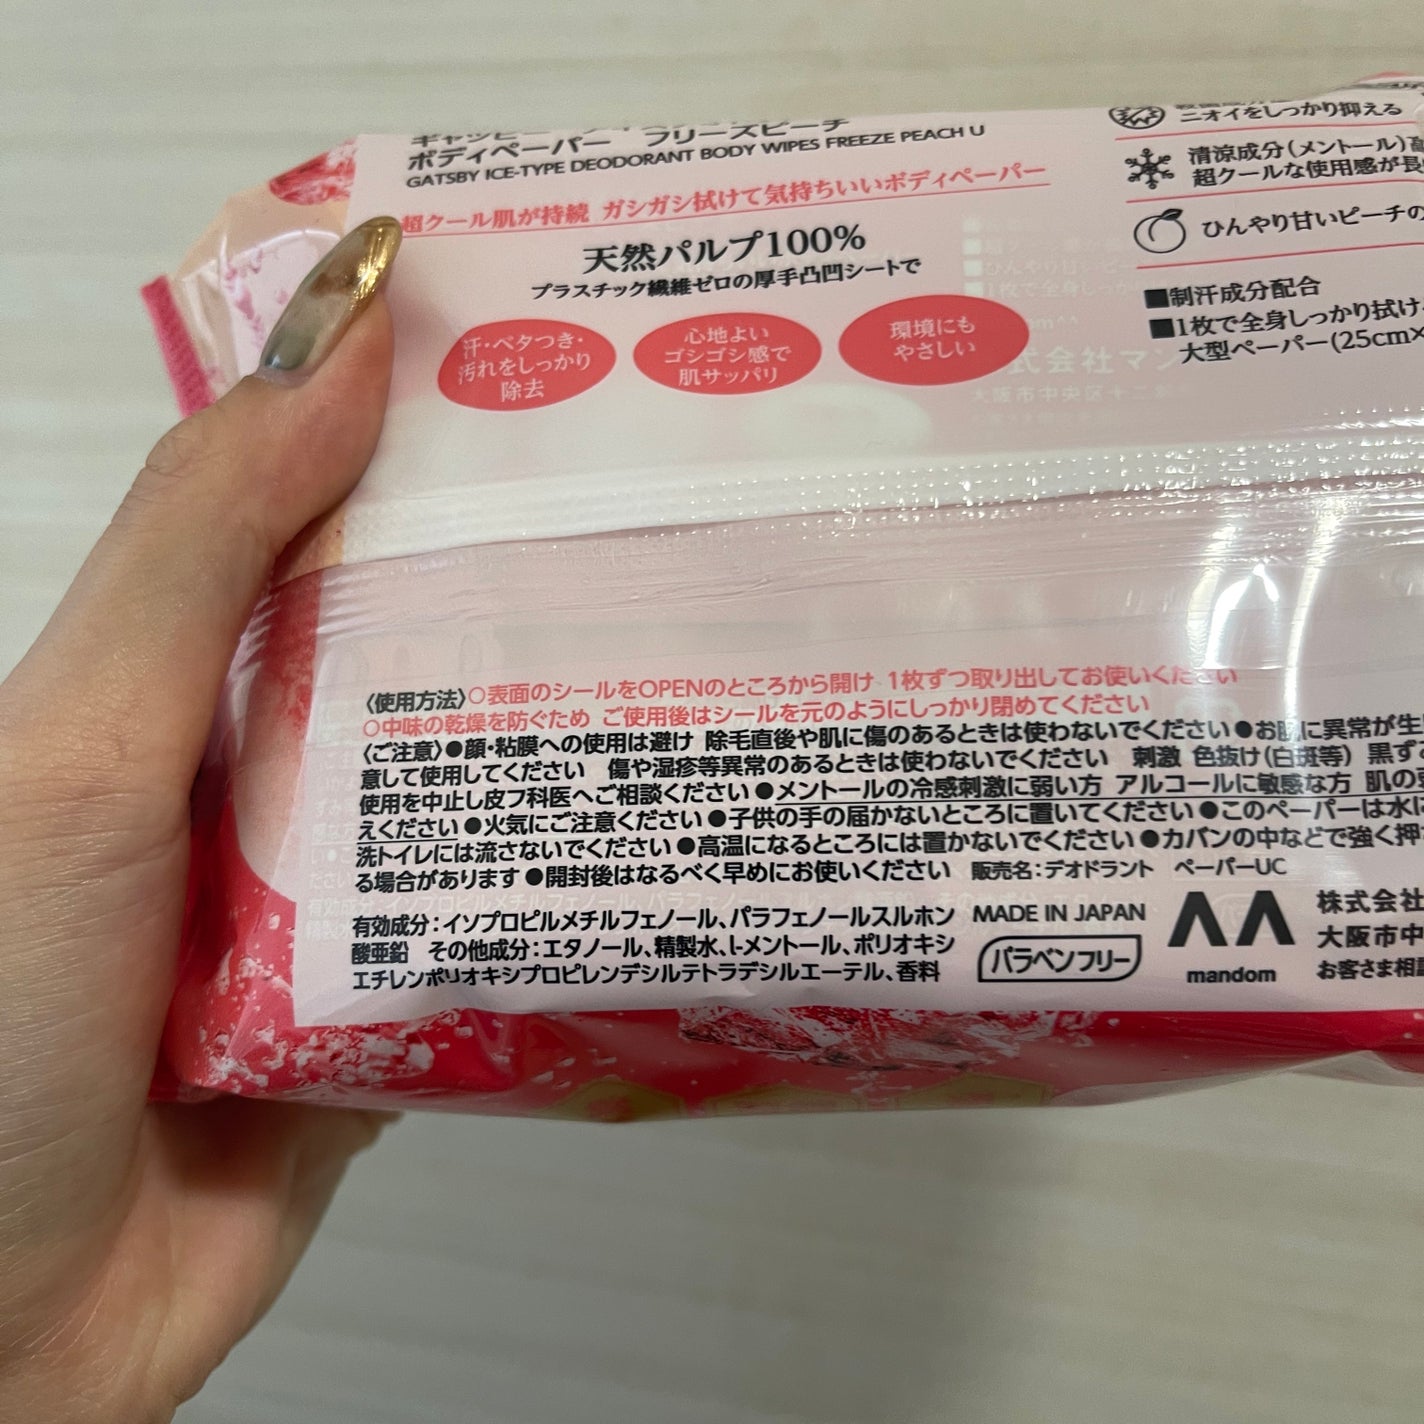 ボディペーパー　フリーズピーチ
GATSBY ICE-TYPE DEODORANT BODY WIPES FREEZE PEACH U
超クール肌が持続 ガシガシ拭けて気持ちいいボディペーパー
天然パルプ100%
プラスチック繊維ゼロの厚手凸凹シートで
汗・ベタつき・
汚れをしっかり
除去
心地よい
ゴシゴシ感で
肌サッパリ
環境にも
やさしい
ニオイをしっかり抑える
清涼成分(メントール)
超クールな使用感が
ひんやり甘いピーチの
■制汗成分配合
■1枚で全身しっかり拭ける
大型ペーパー(25cm×
〈使用方法〉○表面のシールをOPENのところから開け 1枚ずつ取り出してお使いください
○中味の乾燥を防ぐため ご使用後はシールを元のようにしっかり閉めてください
〈ご注意〉●顔・粘膜への使用は避け 除毛直後や肌に傷のあるときは使わないでください●お肌に異常が生
意して使用してください 傷や湿疹等異常のあるときは使わないでください 刺激 色抜け(白斑等) 黒ず
使用を中止し皮フ科医へご相談ください●メントールの冷感刺激に弱い方 アルコールに敏感な方 肌の
えください●火気にご注意ください●子供の手の届かないところに置いてください●このペーパーは水に
洗トイレには流さないでください●高温になるところには置かないでください●カバンの中などで強く押
る場合があります●開封後はなるべく早めにお使いください 販売名:デオドラント ペーパーUC
有効成分:イソプロピルメチルフェノール、パラフェノールスルホン
酸亜鉛 その他成分:エタノール、精製水、l-メントール、ポリオキシ
エチレンポリオキシプロピレンデシルテトラデシルエーテル、香料
MADE IN JAPAN
パラベンフリー
mandom
株式会社
大阪市中
お客さま相談